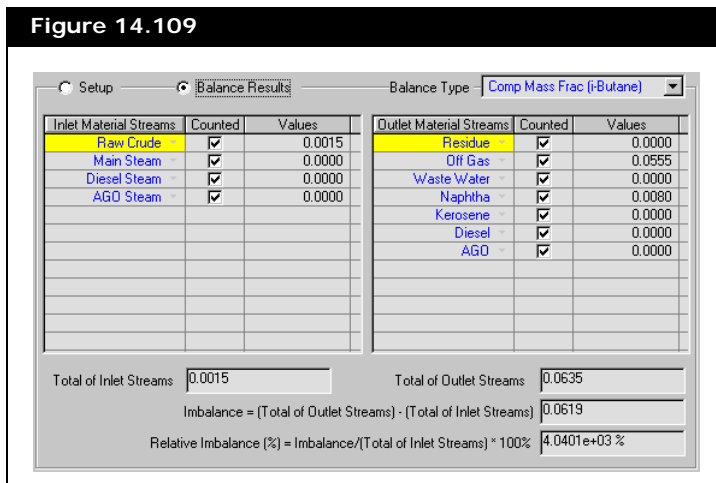 Figure 14.109
Setup Balance Results Balance Type Comp Mass Frac (i-Butane)
Inlet Material Streams Counted Values
Raw Crude 0.0015
Main Steam 0.0000
Diesel Steam 0.0000
AGO Steam 0.0000
Outlet Material Streams Counted Values
Residue 0.0000
Off Gas 0.0555
Waste Water 0.0000
Naphtha 0.0080
Kerosene 0.0000
Diesel 0.0000
AGO 0.0000
Total of Inlet Streams 0.0015
Total of Outlet Streams 0.0635
Imbalance = (Total of Outlet Streams) - (Total of Inlet Streams) 0.0619
Relative Imbalance (%) = Imbalance/(Total of Inlet Streams) * 100% 4.0401e+03 %